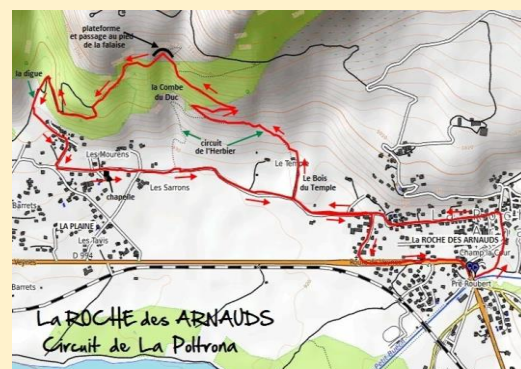 plateforme
et passage au pied
de la falaise
la digue
la Combe
du Duc
circuit
de l'Herbier
Les Mourens
Le Bois
du Temple
chapelle
Les Sarrons
Barrets
LA PLAINE
La ROCHE DES ARNAUDS
Les Tavis
Champ la Cour
Veynes
D 994
Pré Roubert
Barrets
La ROCHE des ARNAUDS
Circuit de La Poltrona